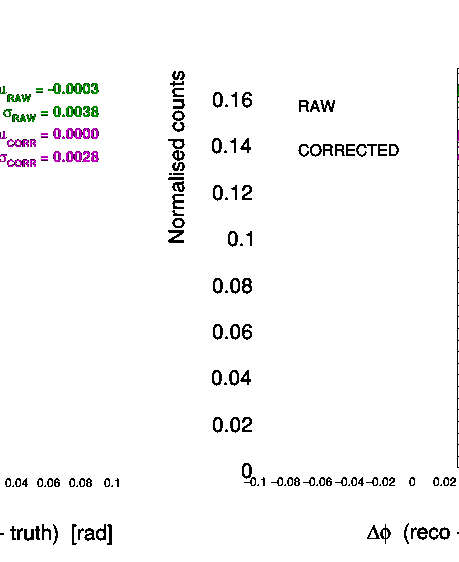 μRAW = -0.0003
σRAW = 0.0038
μCORR = 0.0000
σCORR = 0.0028
0.04 0.06 0.08 0.1
- truth) [rad]
Normalised counts
0.16
0.14
0.12
0.1
0.08
0.06
0.04
0.02
0
RAW
CORRECTED
−0.1 −0.08 −0.06 −0.04 −0.02 0 0.02
Δϕ (reco -